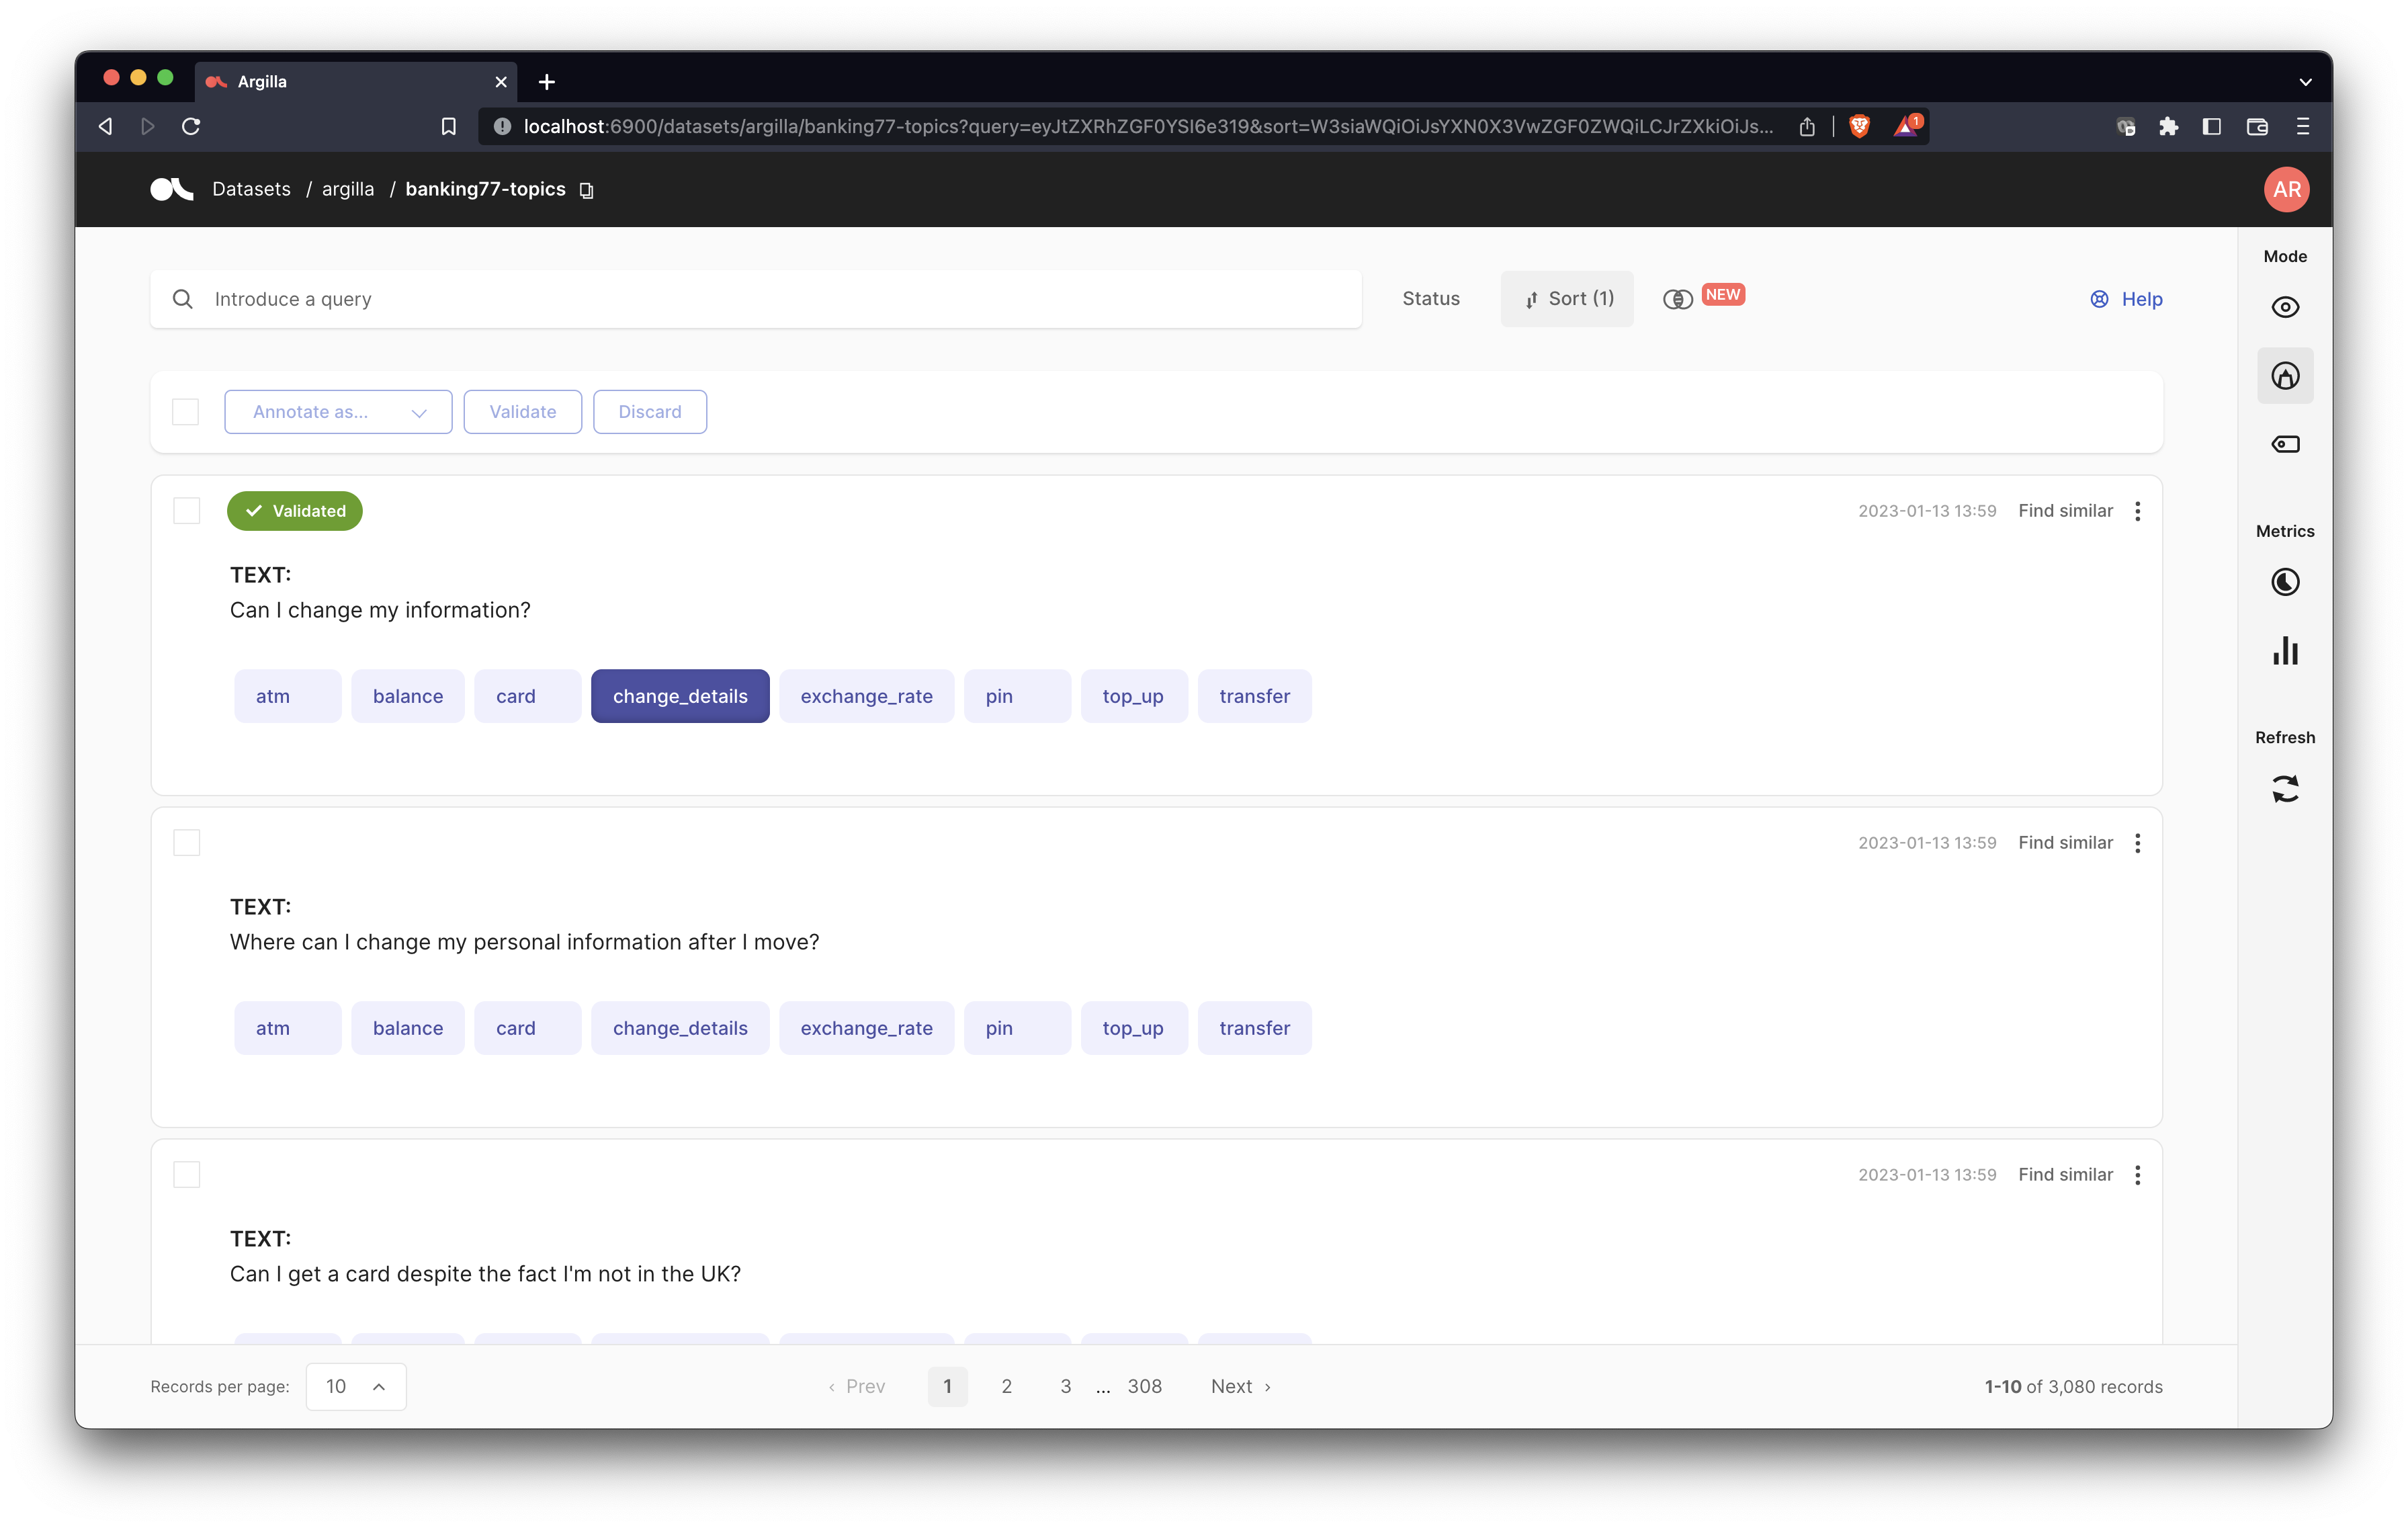 Argilla
localhost:6900/datasets/argilla/banking77-topics?query=eyJtZXRhZGF0YSI6e319&sort=W3siaWQiOiJsYXN0X3VwZGF0ZWQiLCJrZXkiOiJs...
1
Datasets / argilla / banking77-topics
AR
Introduce a query
Status
Sort (1)
NEW
Help
Mode
Annotate as...
Validate
Discard
Validated
2023-01-13 13:59 Find similar
Metrics
TEXT:
Can I change my information?
atm balance card change_details exchange_rate pin top_up transfer
Refresh
2023-01-13 13:59 Find similar
TEXT:
Where can I change my personal information after I move?
atm balance card change_details exchange_rate pin top_up transfer
2023-01-13 13:59 Find similar
TEXT:
Can I get a card despite the fact I'm not in the UK?
Records per page: 10
‹ Prev 1 2 3 ... 308 Next ›
1-10 of 3,080 records